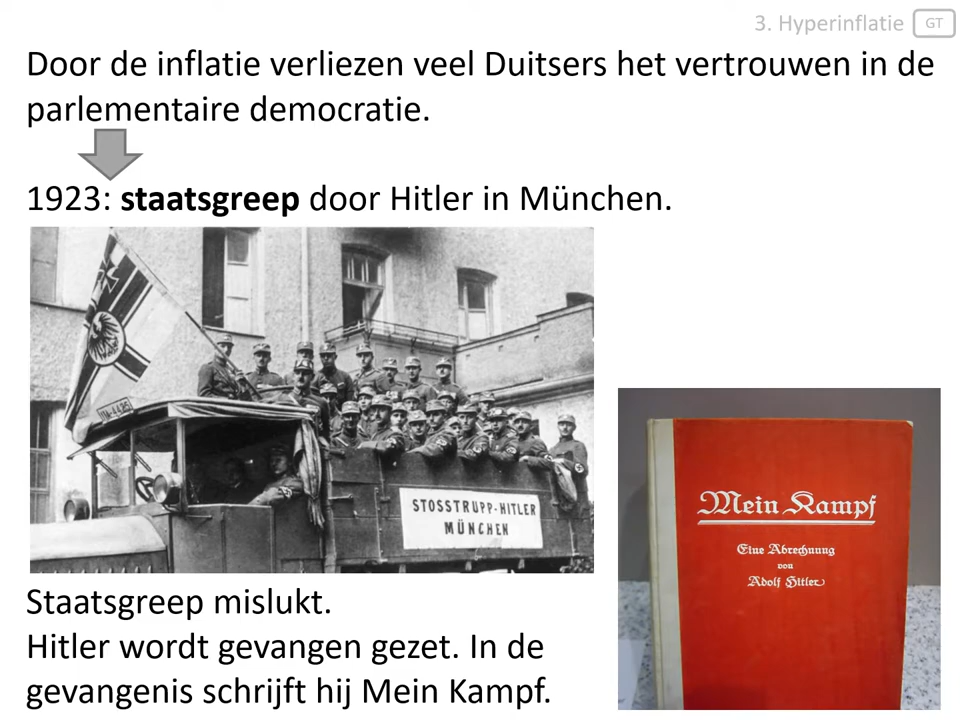 3. Hyperinflatie GT
Door de inflatie verliezen veel Duitsers het vertrouwen in de
parlementaire democratie.
1923: staatsgreep door Hitler in München.
IIA-4485
STOSSTRUPP-HITLER
MÜNCHEN
Mein Kampf
Eine Abrechnung
von
Adolf Hitler
Staatsgreep mislukt.
Hitler wordt gevangen gezet. In de
gevangenis schrijft hij Mein Kampf.